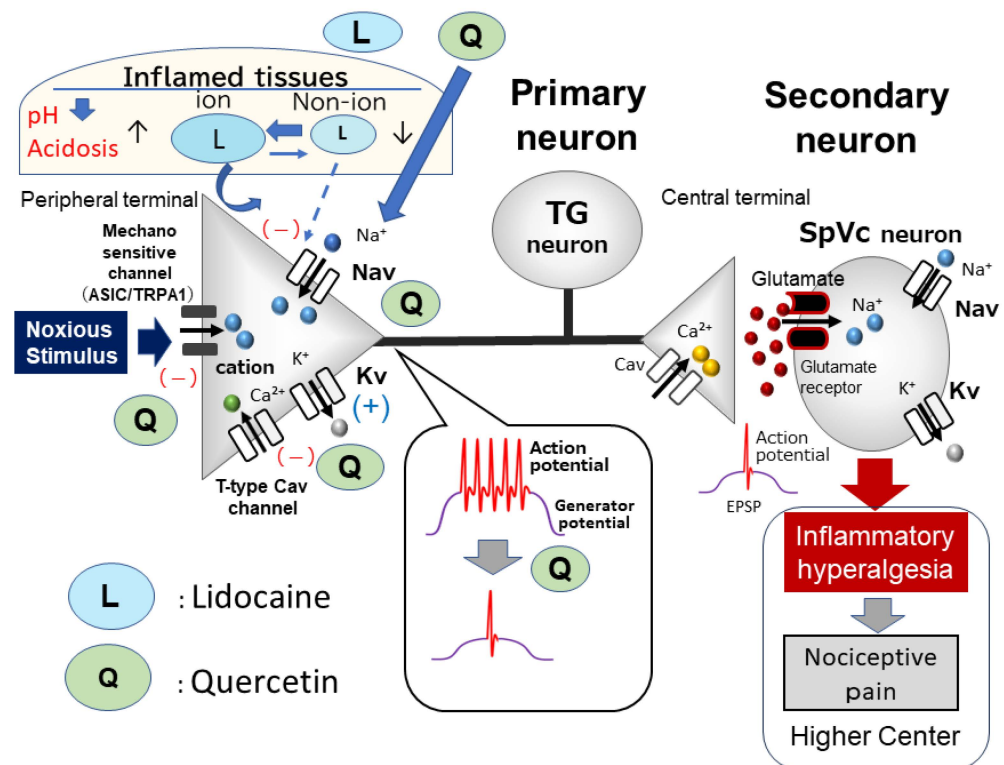 L
Q
Inflamed tissues
ion
Non-ion
pH
Acidosis
↑
L
L
↓
Primary
neuron
Secondary
neuron
Peripheral terminal
Mechano
sensitive
channel
(ASIC/TRPA1)
(−)
Na⁺
Nav
Q
Noxious
Stimulus
(−)
Q
cation
Ca²⁺
K⁺
Kv
(+)
(−)
Q
T-type Cav
channel
TG
neuron
Central terminal
SpVc neuron
Glutamate
Na⁺
Na⁺
Nav
Ca²⁺
Cav
Glutamate
receptor
K⁺
Kv
Action
potential
EPSP
Action
potential
Generator
potential
Q
Inflammatory
hyperalgesia
Nociceptive
pain
Higher Center
L
: Lidocaine
Q
: Quercetin